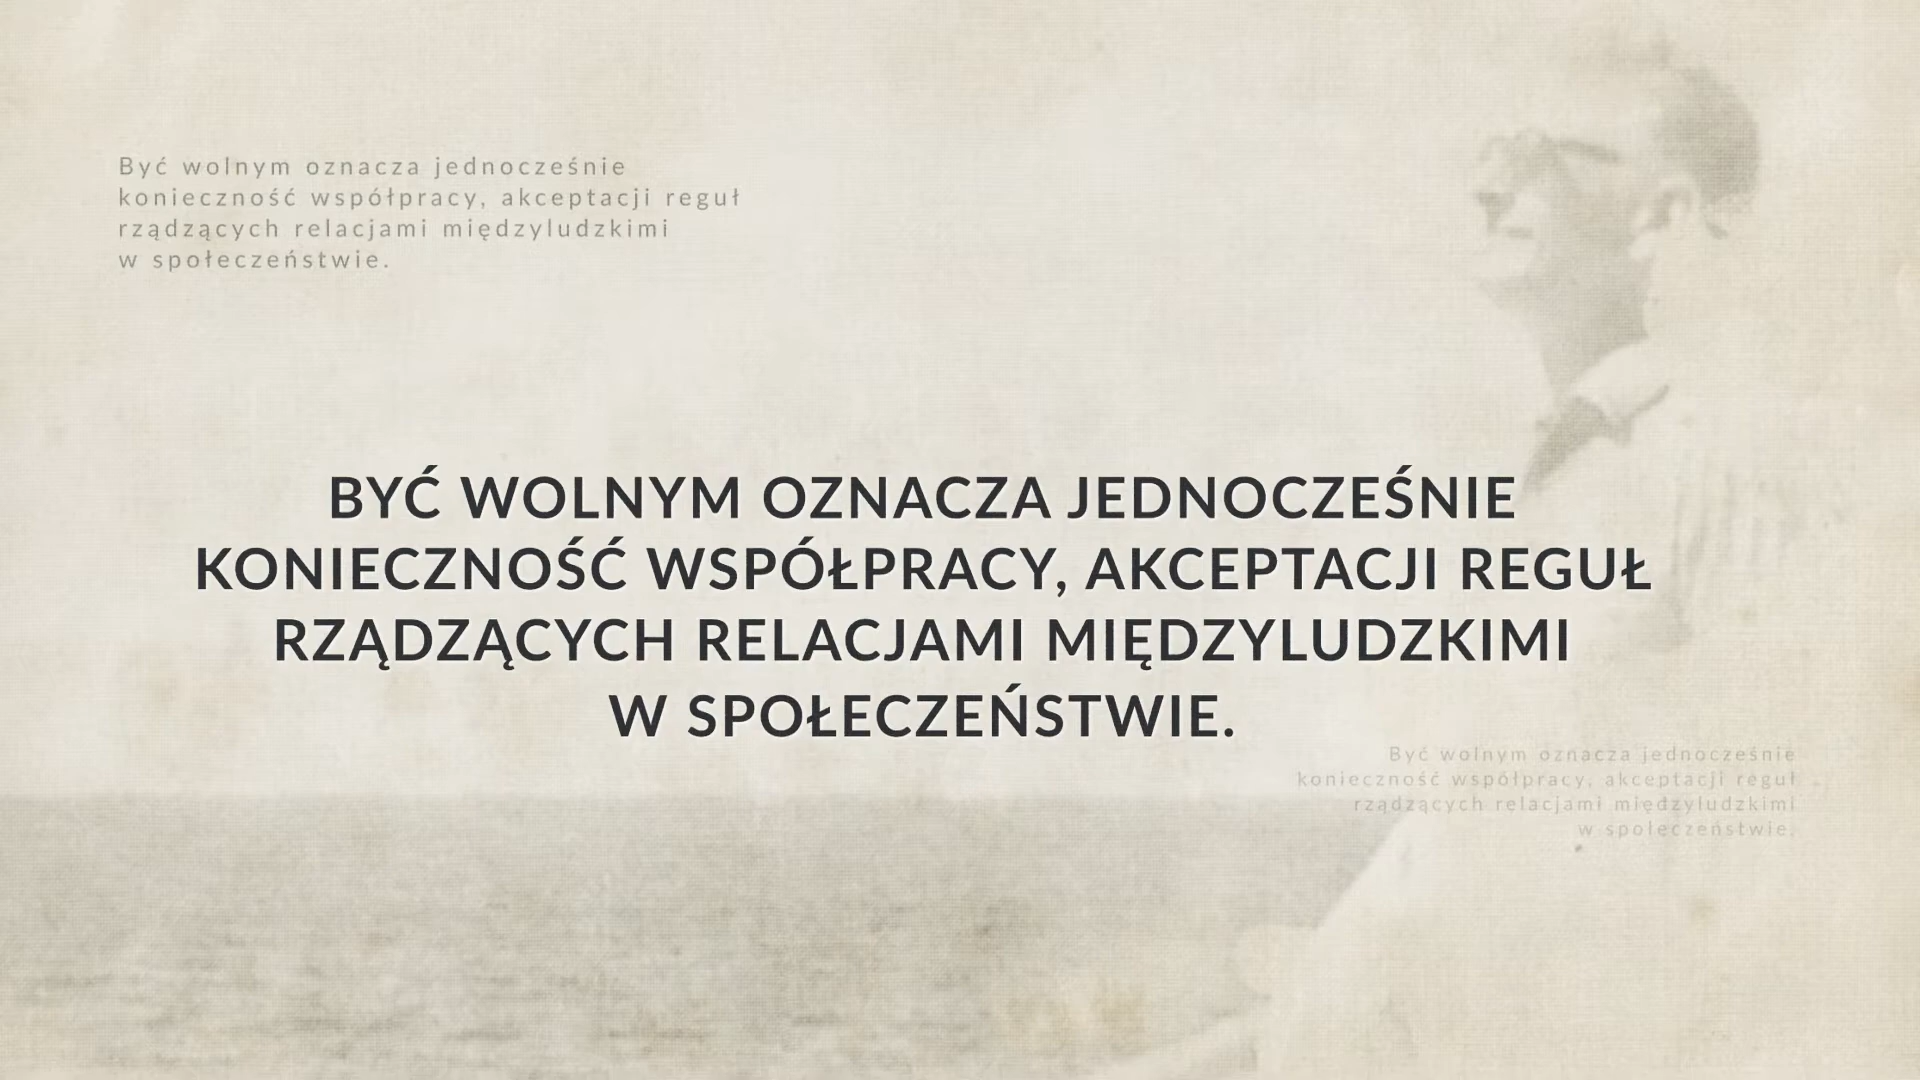 Być wolnym oznacza jednocześnie
konieczność współpracy, akceptacji reguł
rządzących relacjami międzyludzkimi
w społeczeństwie.
BYĆ WOLNYM OZNACZA JEDNOCZEŚNIE
KONIECZNOŚĆ WSPÓŁPRACY, AKCEPTACJI REGUŁ
RZĄDZĄCYCH RELACJAMI MIĘDZYLUDZKIMI
W SPOŁECZEŃSTWIE.
Być wolnym oznacza jednocześnie
konieczność współpracy, akceptacji reguł
rządzących relacjami międzyludzkimi
w społeczeństwie.